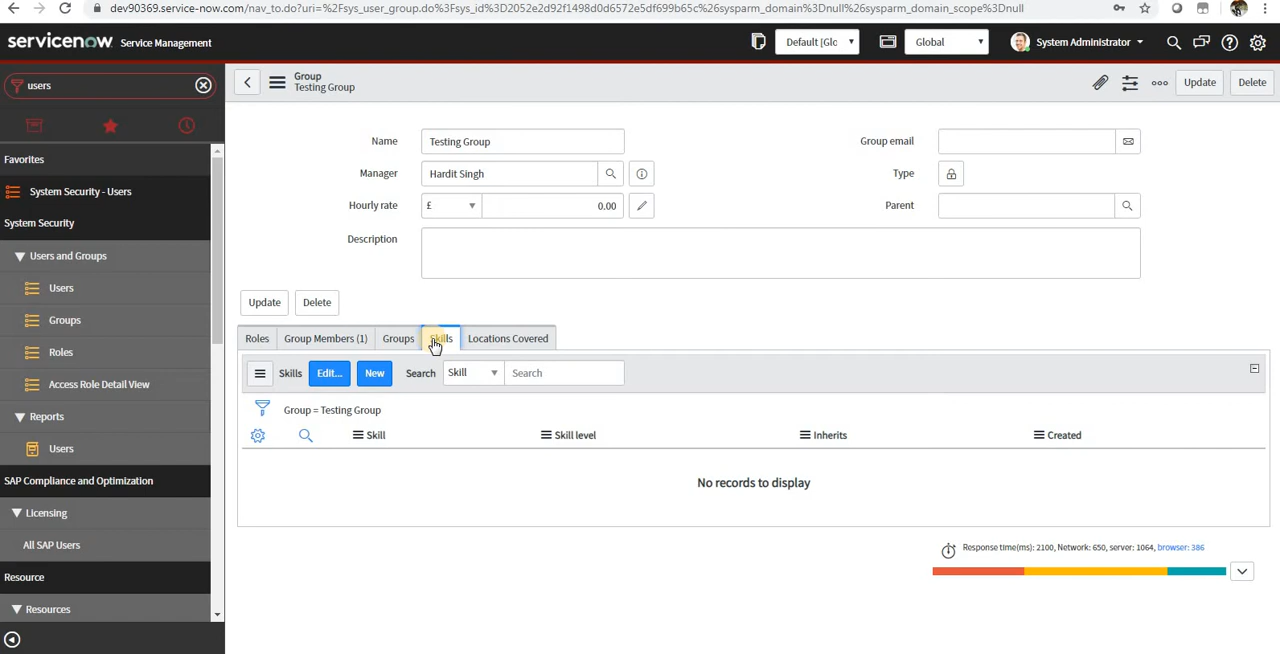 dev90369.service-now.com/nav_to.do?uri=%2Fsys_user_group.do%3Fsys_id%3D2052e2d92f1498d0d6572e5df699b65c%26sysparm_domain%3Dnull%26sysparm_domain_scope%3Dnull
servicenow Service Management
Default [Glc
Global
System Administrator
users
Group
Testing Group
Update
Delete
Favorites
System Security - Users
System Security
Users and Groups
Users
Groups
Roles
Access Role Detail View
Reports
Users
SAP Compliance and Optimization
Licensing
All SAP Users
Resource
Resources
Name
Testing Group
Group email
Manager
Hardit Singh
Type
Hourly rate
£
0.00
Parent
Description
Update
Delete
Roles
Group Members (1)
Groups
Skills
Locations Covered
Skills
Edit...
New
Search
Skill
Search
Group = Testing Group
Skill
Skill level
Inherits
Created
No records to display
Response time(ms): 2100, Network: 650, server: 1064, browser: 386